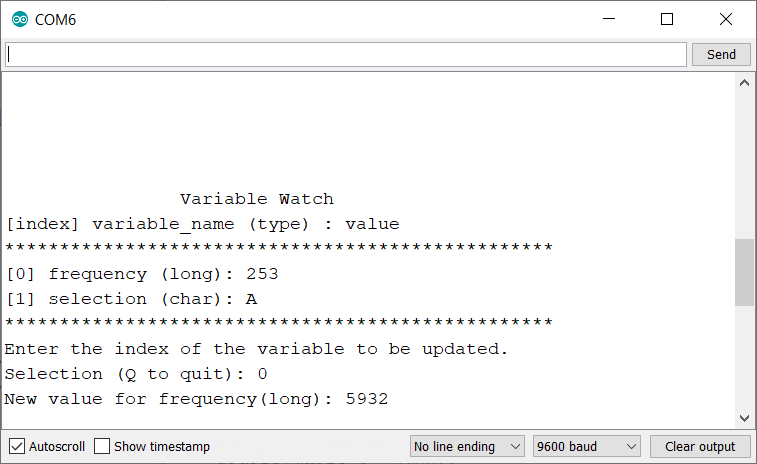 COM6
Send
Variable Watch
[index] variable_name (type) : value
**************************************************
[0] frequency (long): 253
[1] selection (char): A
**************************************************
Enter the index of the variable to be updated.
Selection (Q to quit): 0
New value for frequency(long): 5932
Autoscroll Show timestamp No line ending 9600 baud Clear output